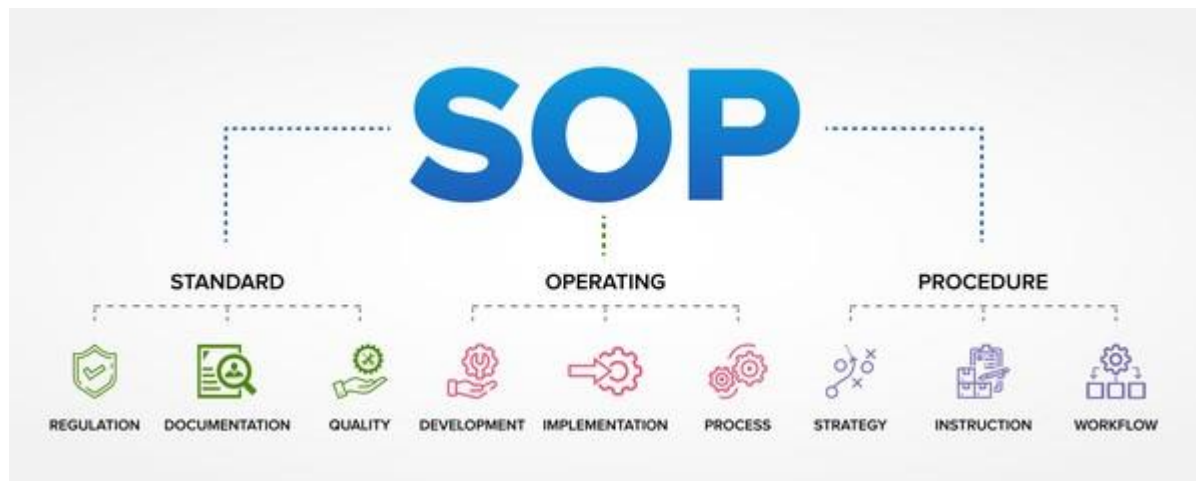 SOP
STANDARD OPERATING PROCEDURE
REGULATION DOCUMENTATION QUALITY DEVELOPMENT IMPLEMENTATION PROCESS STRATEGY INSTRUCTION WORKFLOW